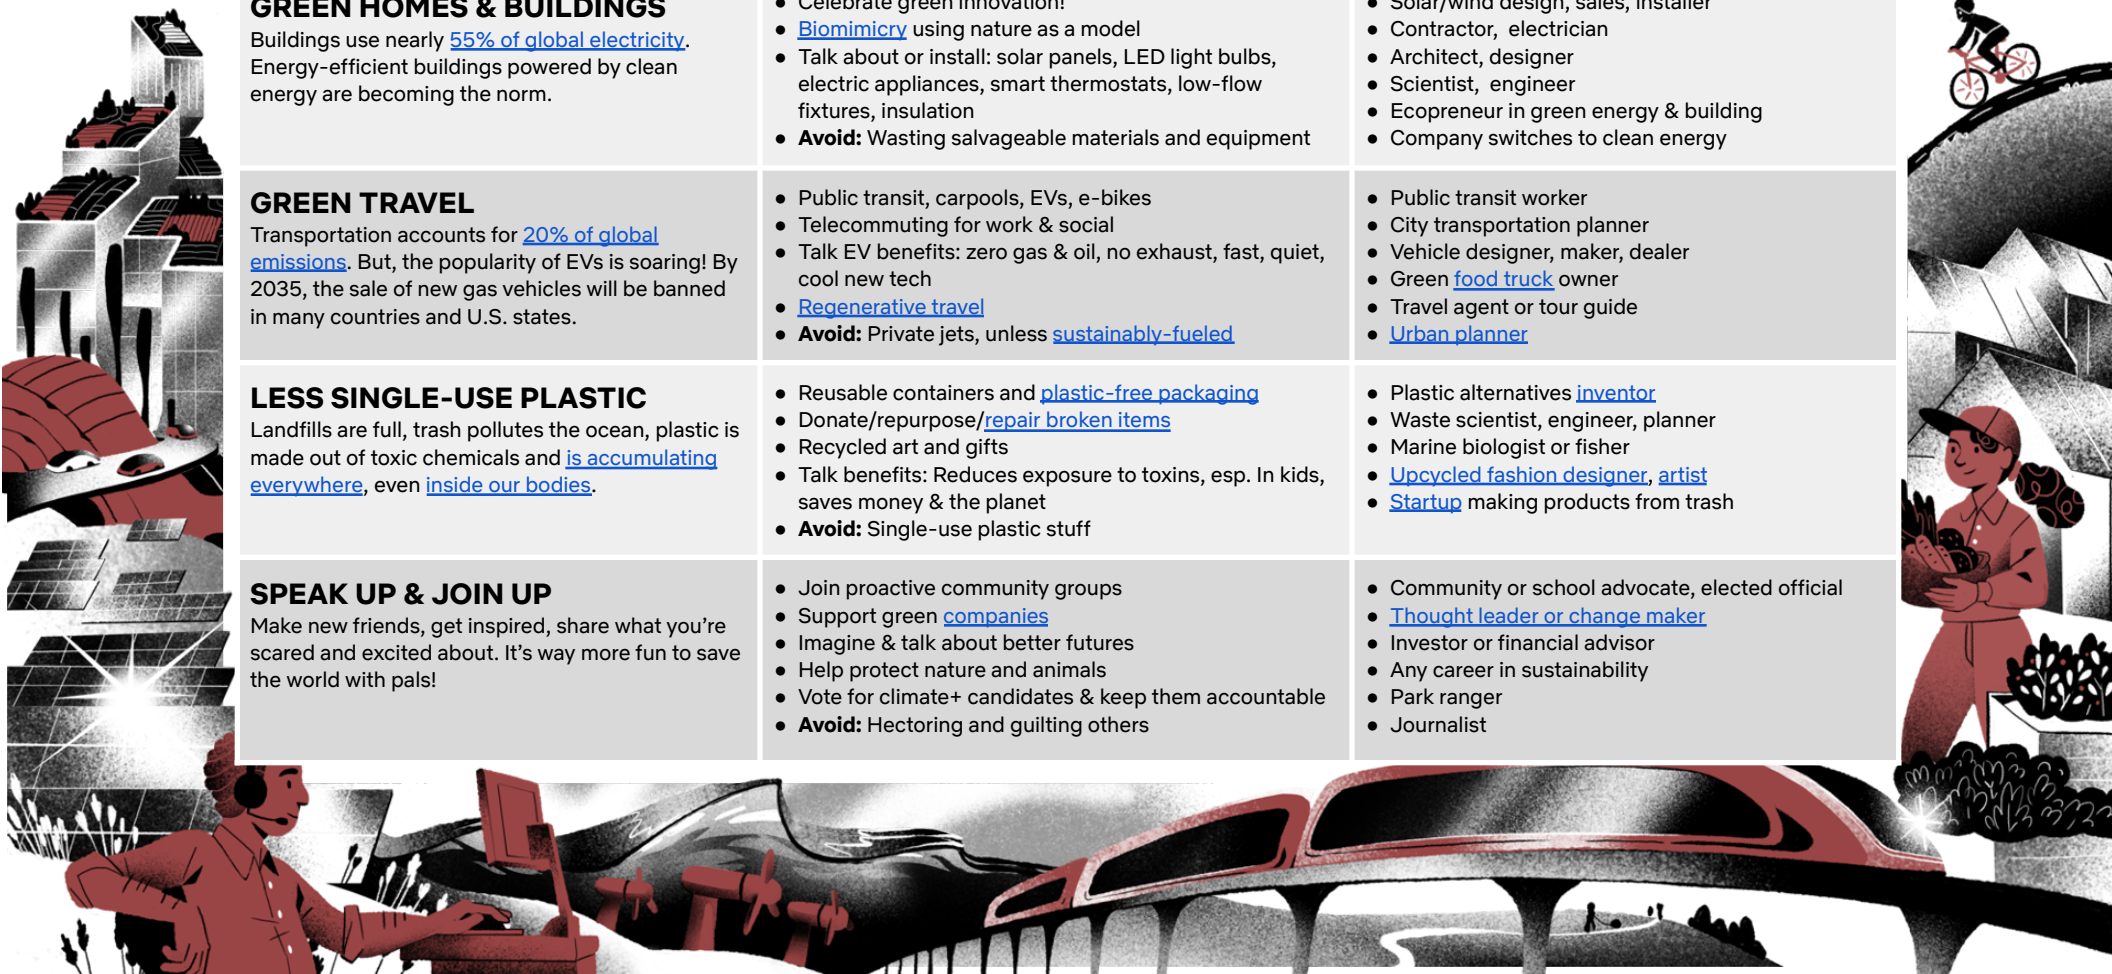 GREEN HOMES & BUILDINGS
Buildings use nearly 55% of global electricity.
Energy-efficient buildings powered by clean
energy are becoming the norm.
● Celebrate green innovation!
● Biomimicry using nature as a model
● Talk about or install: solar panels, LED light bulbs,
electric appliances, smart thermostats, low-flow
fixtures, insulation
● Avoid: Wasting salvageable materials and equipment
● Solar/wind design, sales, installer
● Contractor, electrician
● Architect, designer
● Scientist, engineer
● Ecopreneur in green energy & building
● Company switches to clean energy
GREEN TRAVEL
Transportation accounts for 20% of global
emissions. But, the popularity of EVs is soaring! By
2035, the sale of new gas vehicles will be banned
in many countries and U.S. states.
● Public transit, carpools, EVs, e-bikes
● Telecommuting for work & social
● Talk EV benefits: zero gas & oil, no exhaust, fast, quiet,
cool new tech
● Regenerative travel
● Avoid: Private jets, unless sustainably-fueled
● Public transit worker
● City transportation planner
● Vehicle designer, maker, dealer
● Green food truck owner
● Travel agent or tour guide
● Urban planner
LESS SINGLE-USE PLASTIC
Landfills are full, trash pollutes the ocean, plastic is
made out of toxic chemicals and is accumulating
everywhere, even inside our bodies.
● Reusable containers and plastic-free packaging
● Donate/repurpose/repair broken items
● Recycled art and gifts
● Talk benefits: Reduces exposure to toxins, esp. In kids,
saves money & the planet
● Avoid: Single-use plastic stuff
● Plastic alternatives inventor
● Waste scientist, engineer, planner
● Marine biologist or fisher
● Upcycled fashion designer, artist
● Startup making products from trash
SPEAK UP & JOIN UP
Make new friends, get inspired, share what you’re
scared and excited about. It’s way more fun to save
the world with pals!
● Join proactive community groups
● Support green companies
● Imagine & talk about better futures
● Help protect nature and animals
● Vote for climate+ candidates & keep them accountable
● Avoid: Hectoring and guilting others
● Community or school advocate, elected official
● Thought leader or change maker
● Investor or financial advisor
● Any career in sustainability
● Park ranger
● Journalist